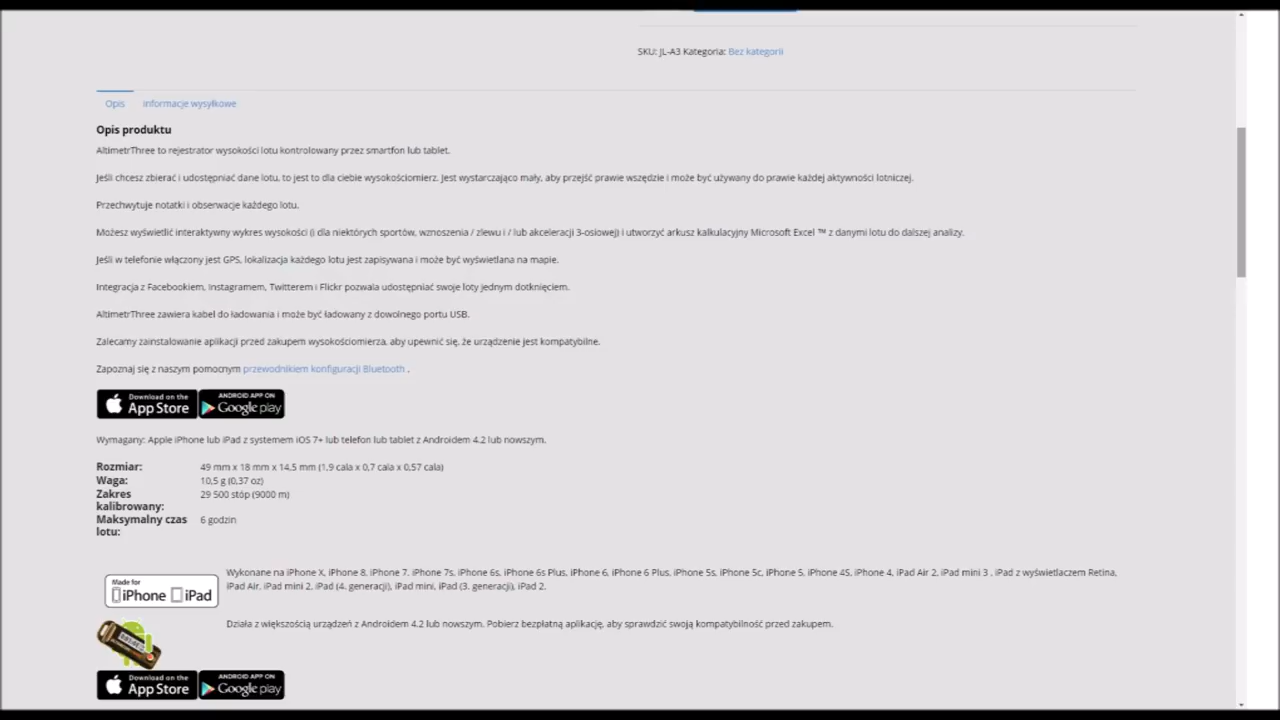 SKU: JL-A3 Kategoria: Bez kategorii
Opis informacje wysyłkowe
Opis produktu
AltimetrThree to rejestrator wysokości lotu kontrolowany przez smartfon lub tablet.
Jeśli chcesz zbierać i udostępniać dane lotu, to jest to dla ciebie wysokościomierz. Jest wystarczająco mały, aby przejść prawie wszędzie i może być używany do prawie każdej aktywności lotniczej.
Przechwytuje notatki i obserwacje każdego lotu.
Możesz wyświetlić interaktywny wykres wysokości (i dla niektórych sportów, wznoszenia / zlewu i / lub akceleracji 3-osiowej) i utworzyć arkusz kalkulacyjny Microsoft Excel ™ z danymi lotu do dalszej analizy.
Jeśli w telefonie włączony jest GPS, lokalizacja każdego lotu jest zapisywana i może być wyświetlana na mapie.
Integracja z Facebookiem, Instagramem, Twitterem i Flickr pozwala udostępniać swoje loty jednym dotknięciem.
AltimetrThree zawiera kabel do ładowania i może być ładowany z dowolnego portu USB.
Zalecamy zainstalowanie aplikacji przed zakupem wysokościomierza, aby upewnić się, że urządzenie jest kompatybilne.
Zapoznaj się z naszym pomocnym przewodnikiem konfiguracji Bluetooth .
Download on the App Store ANDROID APP ON Google play
Wymagany: Apple iPhone lub iPad z systemem iOS 7+ lub telefon lub tablet z Androidem 4.2 lub nowszym.
Rozmiar: 49 mm x 18 mm x 14,5 mm (1,9 cala x 0,7 cala x 0,57 cala)
Waga: 10,5 g (0,37 oz)
Zakres kalibrowany: 29 500 stóp (9000 m)
Maksymalny czas lotu: 6 godzin
Made for iPhone iPad
Wykonane na iPhone X, iPhone 8, iPhone 7, iPhone 7s, iPhone 6s, iPhone 6s Plus, iPhone 6, iPhone 6 Plus, iPhone 5s, iPhone 5c, iPhone 5, iPhone 4S, iPhone 4, iPad Air 2, iPad mini 3 , iPad z wyświetlaczem Retina,
iPad Air, iPad mini 2, iPad (4. generacji), iPad mini, iPad (3. generacji), iPad 2.
Działa z większością urządzeń z Androidem 4.2 lub nowszym. Pobierz bezpłatną aplikację, aby sprawdzić swoją kompatybilność przed zakupem.
Download on the App Store ANDROID APP ON Google play